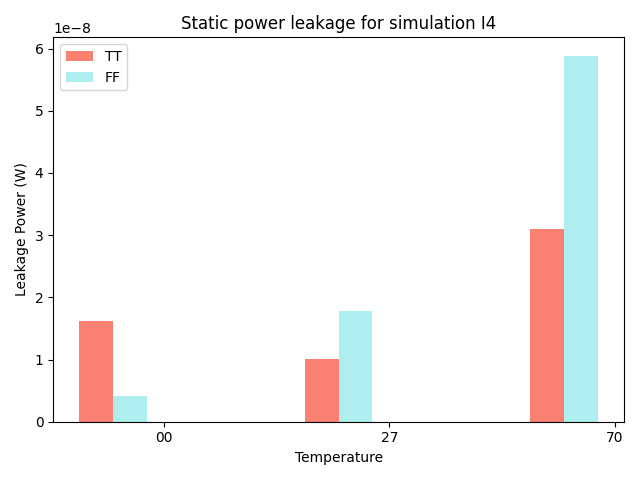 Static power leakage for simulation I4
1e−8
TT
FF
6
5
4
3
2
1
0
Leakage Power (W)
00
27
70
Temperature